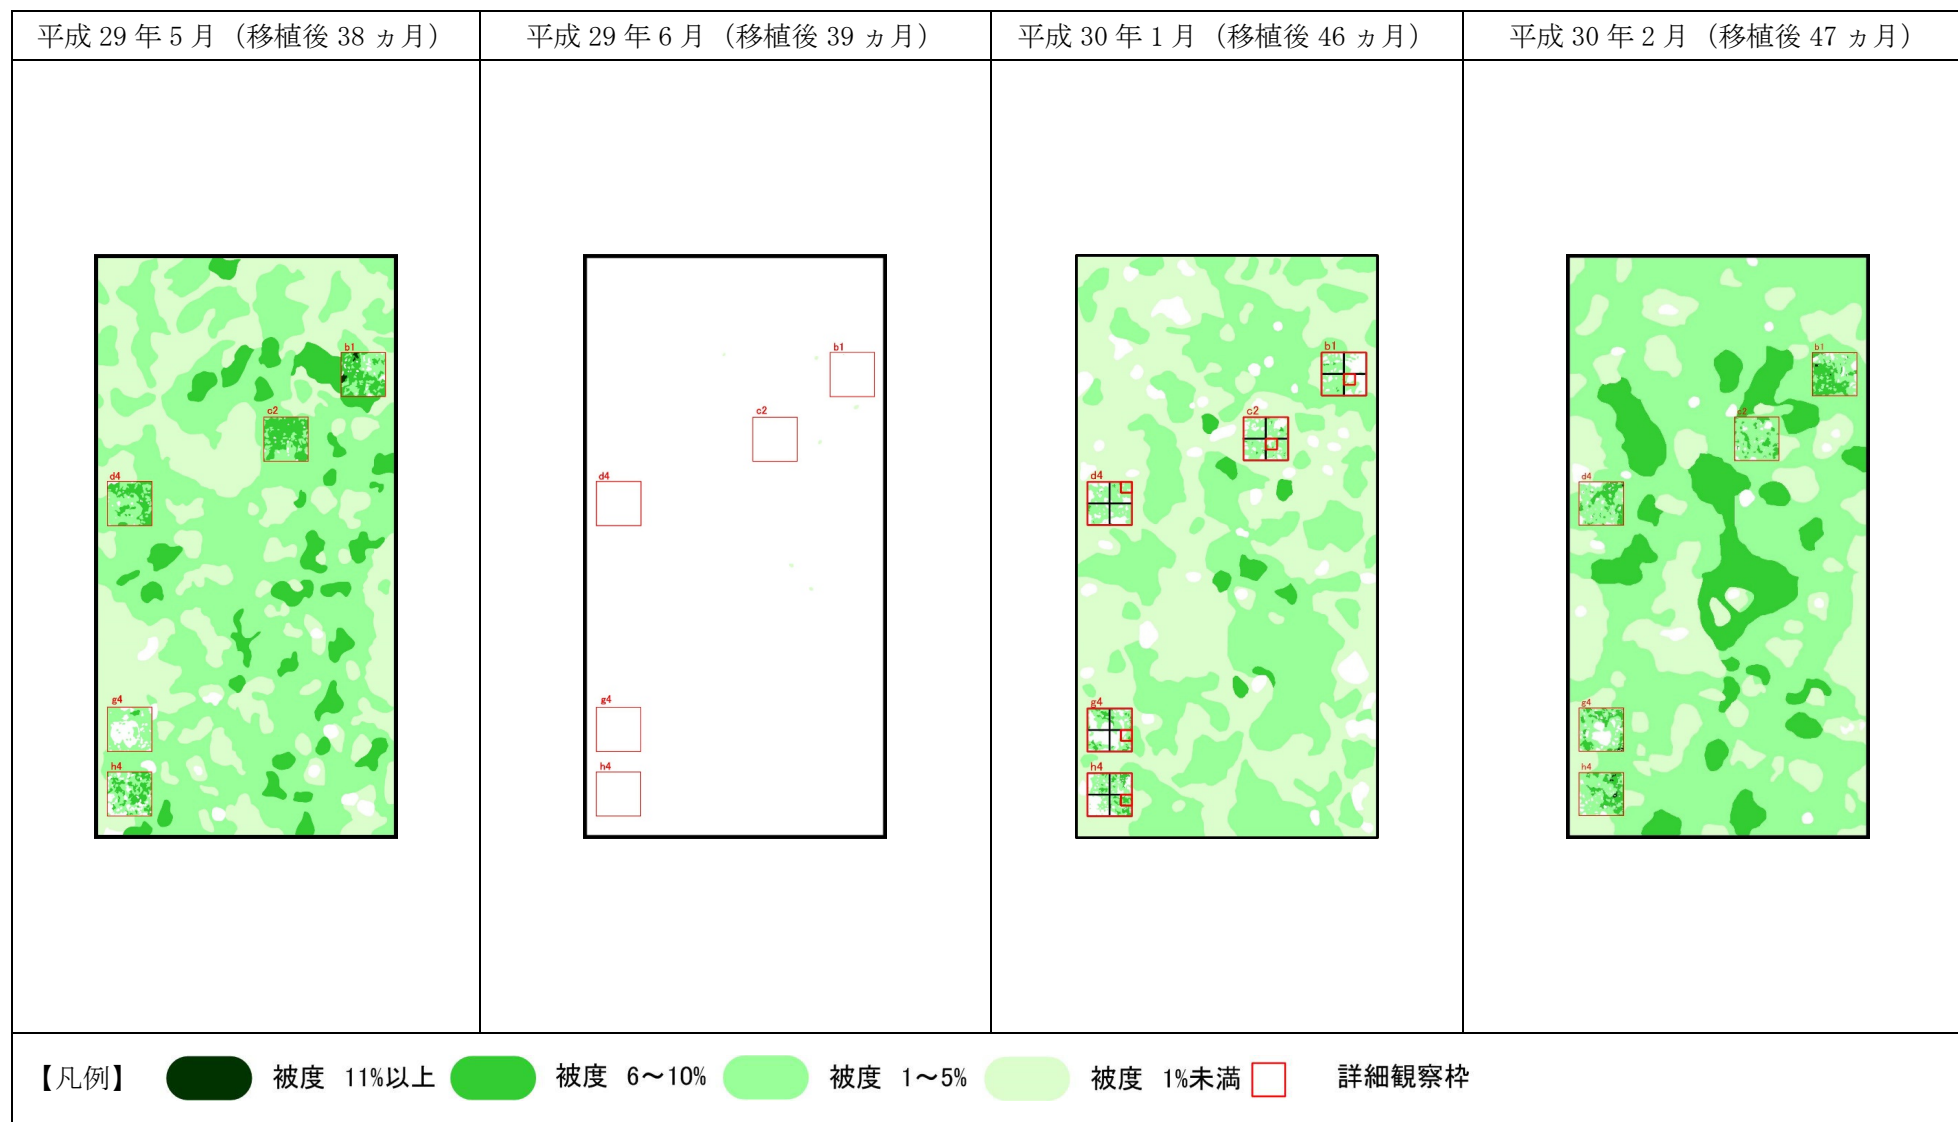 平成 29 年 5 月（移植後 38 ヵ月）
平成 29 年 6 月（移植後 39 ヵ月）
平成 30 年 1 月（移植後 46 ヵ月）
平成 30 年 2 月（移植後 47 ヵ月）
b1
c2
d4
g4
h4
b1
c2
d4
g4
h4
b1
c2
d4
g4
h4
b1
c2
d4
g4
h4
【凡例】 被度 11%以上 被度 6～10% 被度 1～5% 被度 1%未満 詳細観察枠